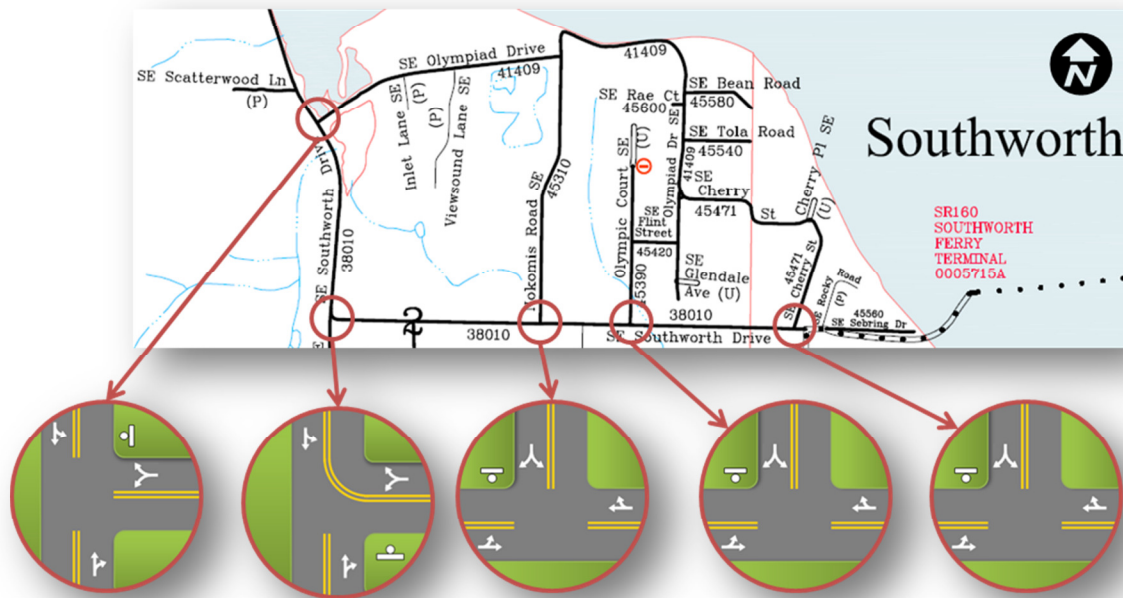 41409
SE Olympiad Drive
41409
SE Scatterwood Ln
(P)
SE Bean Road
45580
SE Rae Ct
45600
N
Inlet Lane SE
(P)
Viewsound Lane SE
(P)
Nokomis Road SE
45310
Olympic Court SE
(U)
45390
Olympiad Dr SE
41409
SE Tola Road
45540
Southworth
SE
Cherry
45471
St
Cherry Pl SE
(U)
SE
Flint
Street
45420
SE
Glendale
Ave (U)
SR160
SOUTHWORTH
FERRY
TERMINAL
0005715A
SE Southworth Driv
38010
SE Cherry St
45471
SE Rocky
Road
(P)
45560
SE Sebring Dr
38010
38010
SE Southworth Drive